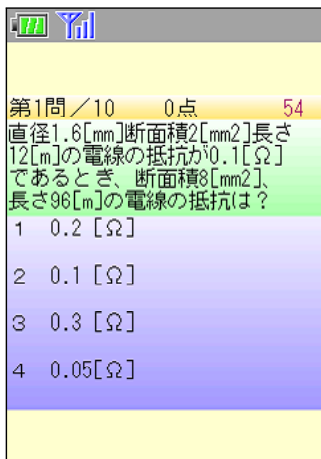 第1問／10　0点　54
直径1.6[mm]断面積2[mm2]長さ
12[m]の電線の抵抗が0.1[Ω]
であるとき、断面積8[mm2]、
長さ96[m]の電線の抵抗は？
1　0.2 [Ω]
2　0.1 [Ω]
3　0.3 [Ω]
4　0.05[Ω]